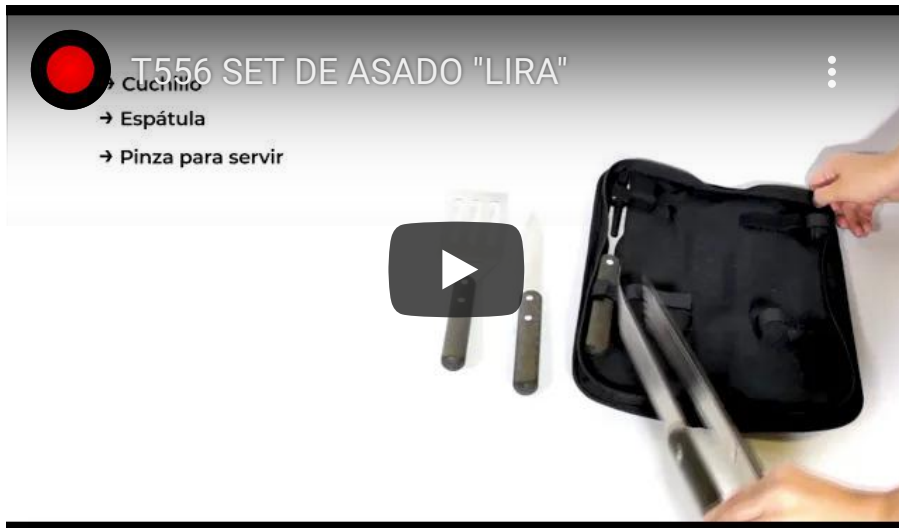 T556 SET DE ASADO "LIRA"
→ Cuchillo
→ Espátula
→ Pinza para servir